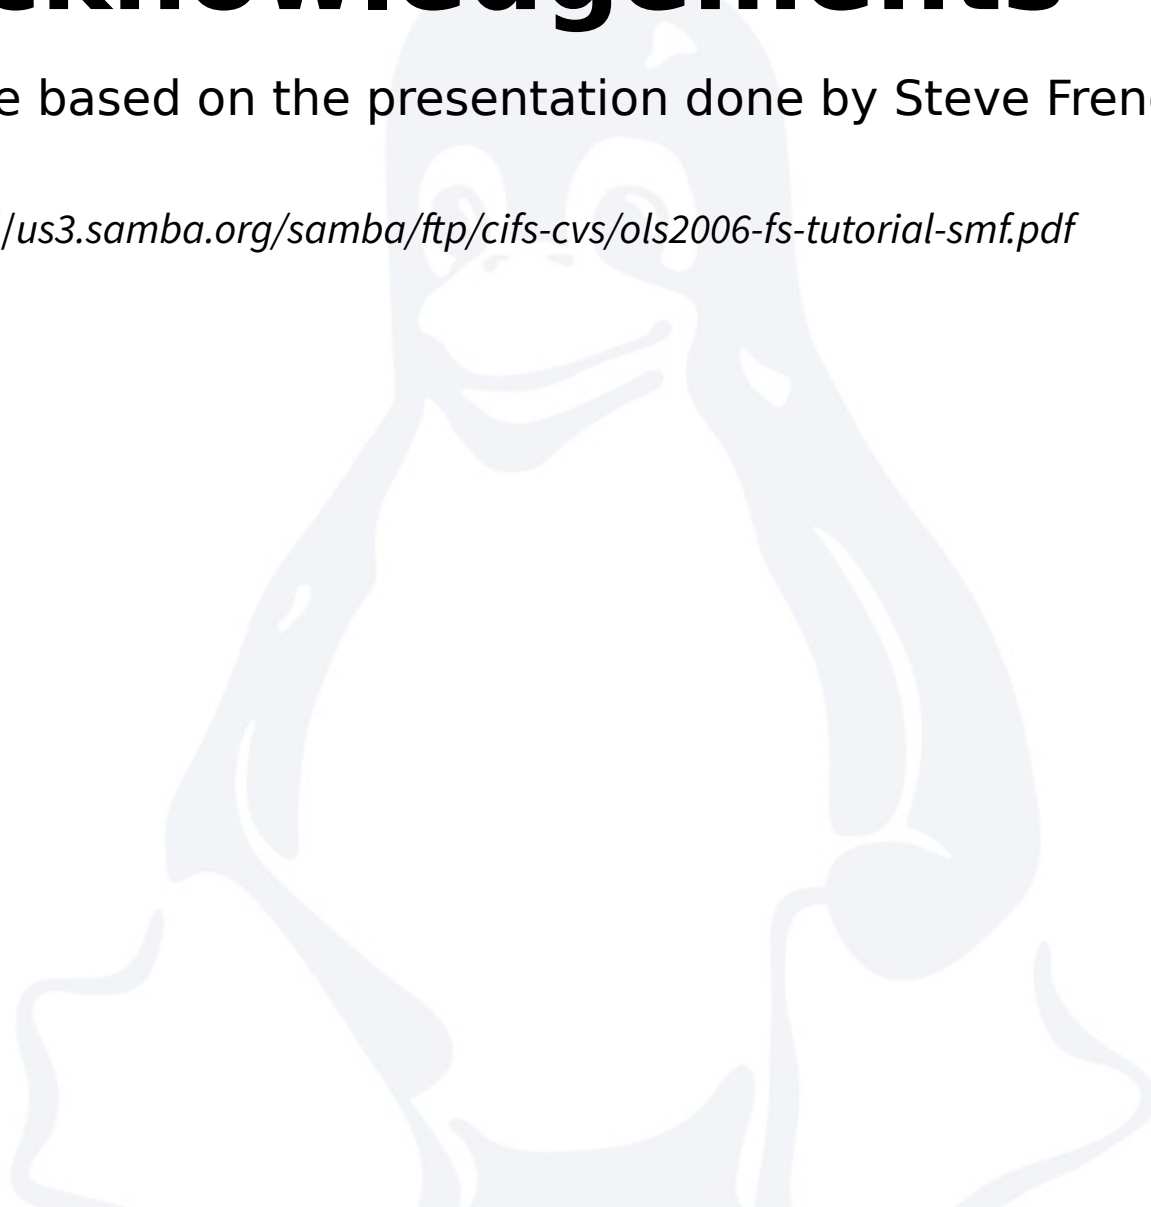 cknowledgements
e based on the presentation done by Steve Fren
/us3.samba.org/samba/ftp/cifs-cvs/ols2006-fs-tutorial-smf.pdf